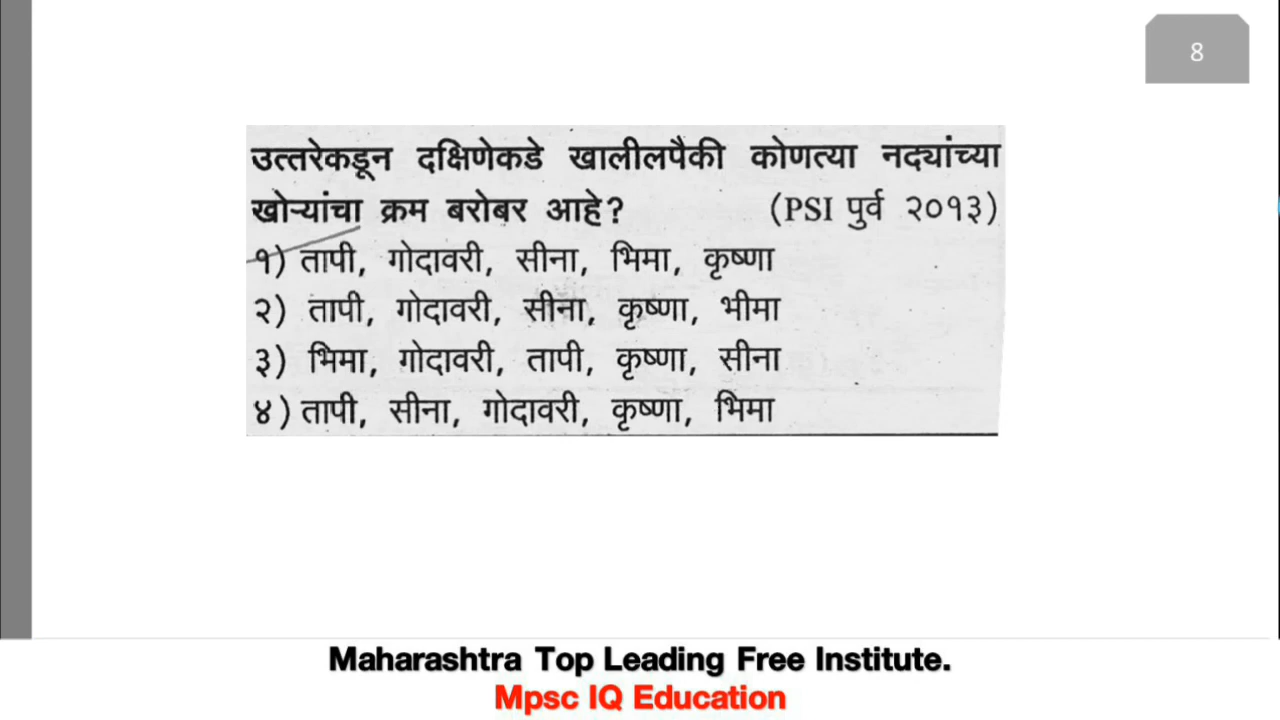 8
उत्तरेकडून दक्षिणेकडे खालीलपैकी कोणत्या नद्यांच्या
खोऱ्यांचा क्रम बरोबर आहे? (PSI पुर्व २०१३)
१) तापी, गोदावरी, सीना, भिमा, कृष्णा
२) तापी, गोदावरी, सीना, कृष्णा, भीमा
३) भिमा, गोदावरी, तापी, कृष्णा, सीना
४) तापी, सीना, गोदावरी, कृष्णा, भिमा
Maharashtra Top Leading Free Institute.
Mpsc IQ Education